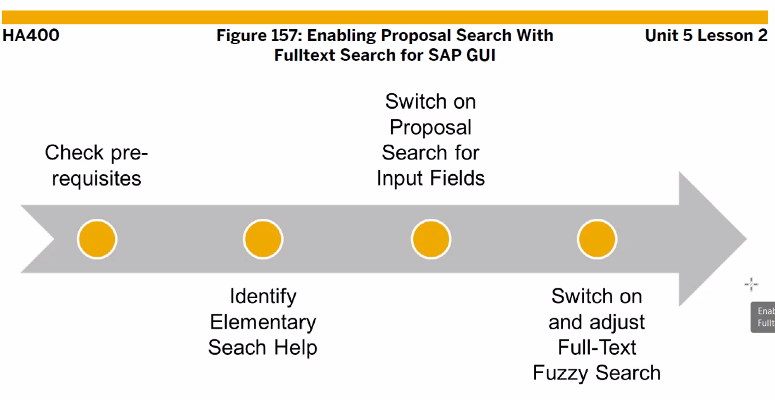 HA400
Figure 157: Enabling Proposal Search With
Fulltext Search for SAP GUI
Unit 5 Lesson 2
Check pre-
requisites
Identify
Elementary
Seach Help
Switch on
Proposal
Search for
Input Fields
Switch on
and adjust
Full-Text
Fuzzy Search